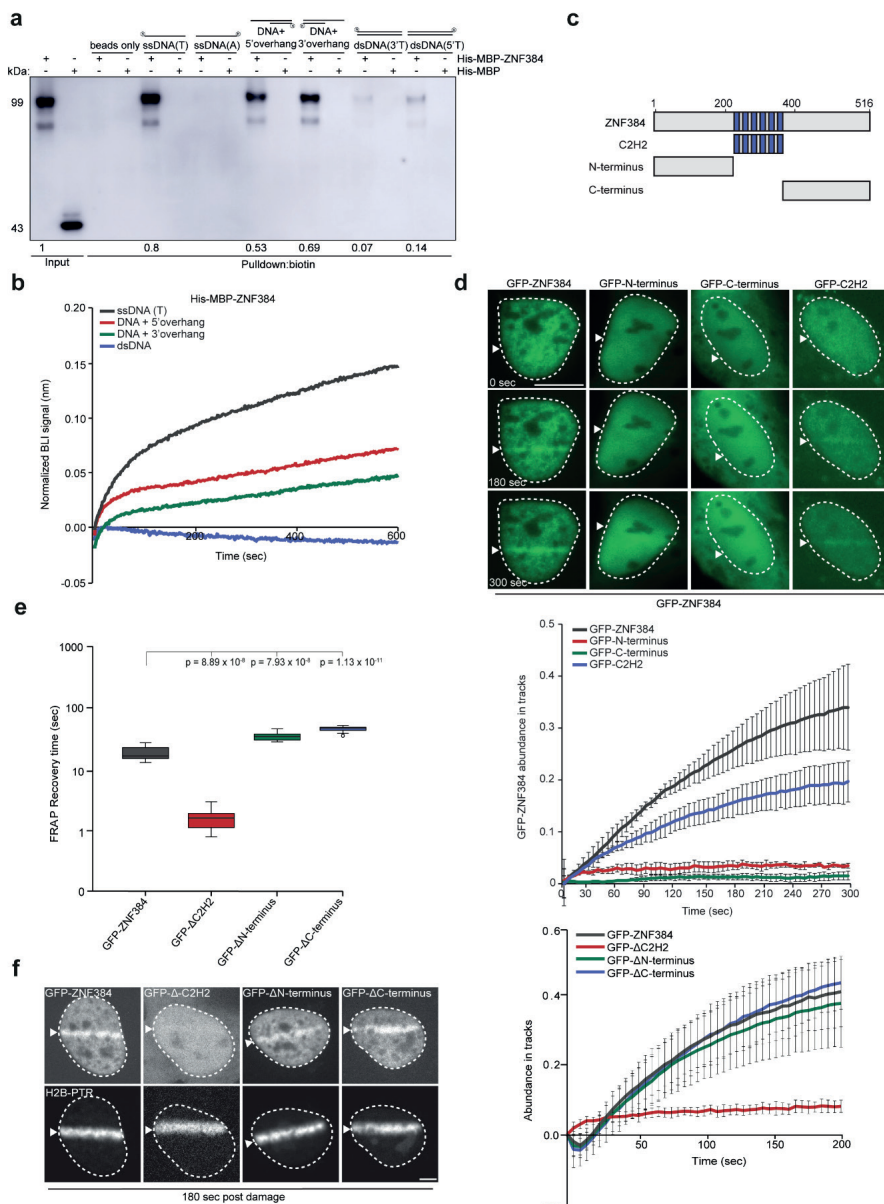 a
beads only
ssDNA(T)
ssDNA(A)
DNA+
5'overhang
DNA+
3'overhang
dsDNA(3'T)
dsDNA(5'T)
+ - + - + - + - + - + - + - + - His-MBP-ZNF384
kDa: - + - + - + - + - + - + - + - + His-MBP
99
43
1 0.8 0.53 0.69 0.07 0.14
Input Pulldown:biotin
c
1 200 400 516
ZNF384
C2H2
N-terminus
C-terminus
b
His-MBP-ZNF384
ssDNA (T)
DNA + 5'overhang
DNA + 3'overhang
dsDNA
Normalized BLI signal (nm)
0.20
0.15
0.10
0.05
0.00
-0.05
200 400 600
Time (sec)
d
GFP-ZNF384 GFP-N-terminus GFP-C-terminus GFP-C2H2
0 sec
180 sec
300 sec
GFP-ZNF384
GFP-ZNF384
GFP-N-terminus
GFP-C-terminus
GFP-C2H2
GFP-ZNF384 abundance in tracks
0.5
0.4
0.3
0.2
0.1
0
0 30 60 90 120 150 180 210 240 270 300
Time (sec)
e
FRAP Recovery time (sec)
1000
100
10
1
0
p = 8.89 x 10⁻⁸ p = 7.93 x 10⁻⁸ p = 1.13 x 10⁻¹¹
GFP-ZNF384
GFP-ΔC2H2
GFP-ΔN-terminus
GFP-ΔC-terminus
GFP-ZNF384
GFP-ΔC2H2
GFP-ΔN-terminus
GFP-ΔC-terminus
Abundance in tracks
0.6
0.4
0.2
0.0
50 100 150 200
Time (sec)
f
GFP-ZNF384 GFP-Δ-C2H2 GFP-ΔN-terminus GFP-ΔC-terminus
H2B-PTR
180 sec post damage